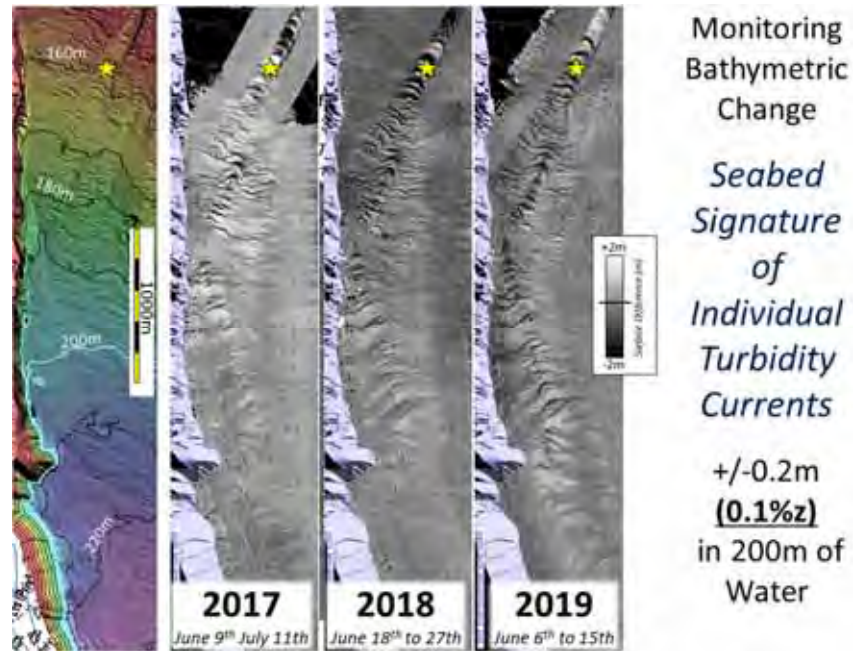 160m
180m
1000m
200m
220m
+2m
Surface Difference (m)
-2m
2017
June 9th July 11th
2018
June 18th to 27th
2019
June 6th to 15th
Monitoring
Bathymetric
Change
Seabed
Signature
of
Individual
Turbidity
Currents
+/-0.2m
(0.1%z)
in 200m of
Water